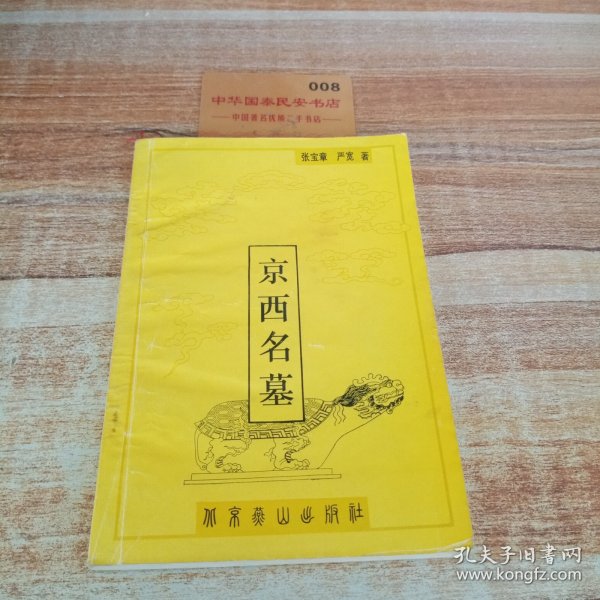 008
中华国泰民安书店
中国著名优质二手书店
张宝章 严宽 著
京西名墓
北京燕山出版社
孔夫子旧书网
www.kongfz.com